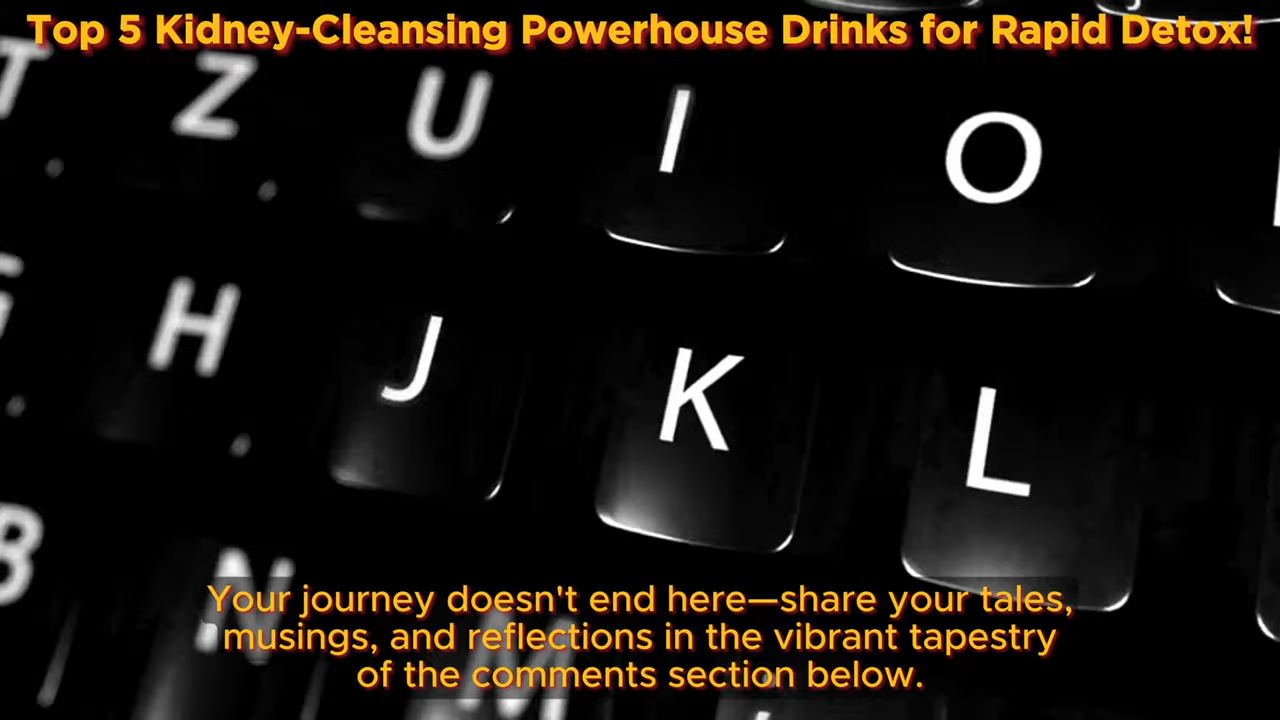 Top 5 Kidney-Cleansing Powerhouse Drinks for Rapid Detox!
T Z U I O
G H J K L
B N M
Your journey doesn't end here—share your tales,
musings, and reflections in the vibrant tapestry
of the comments section below.